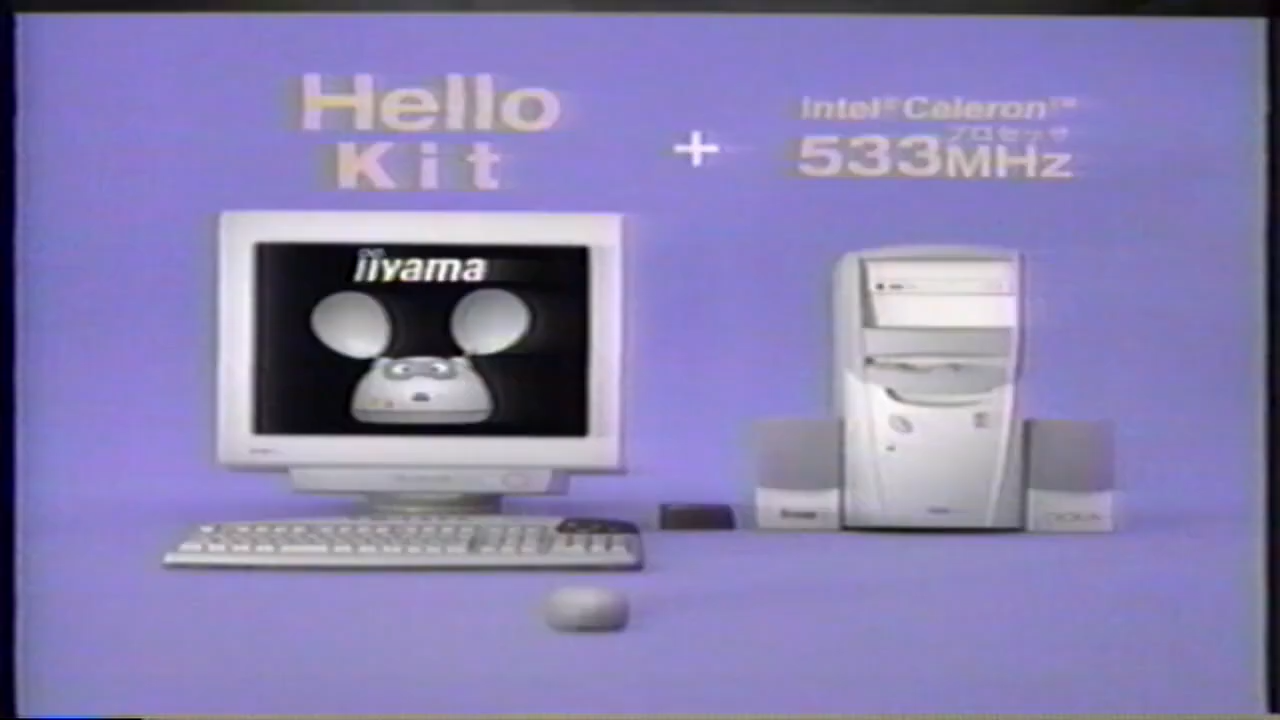 Hello
Kit
+
Intel® Celeron™
プロセッサ
533MHz
iiyama